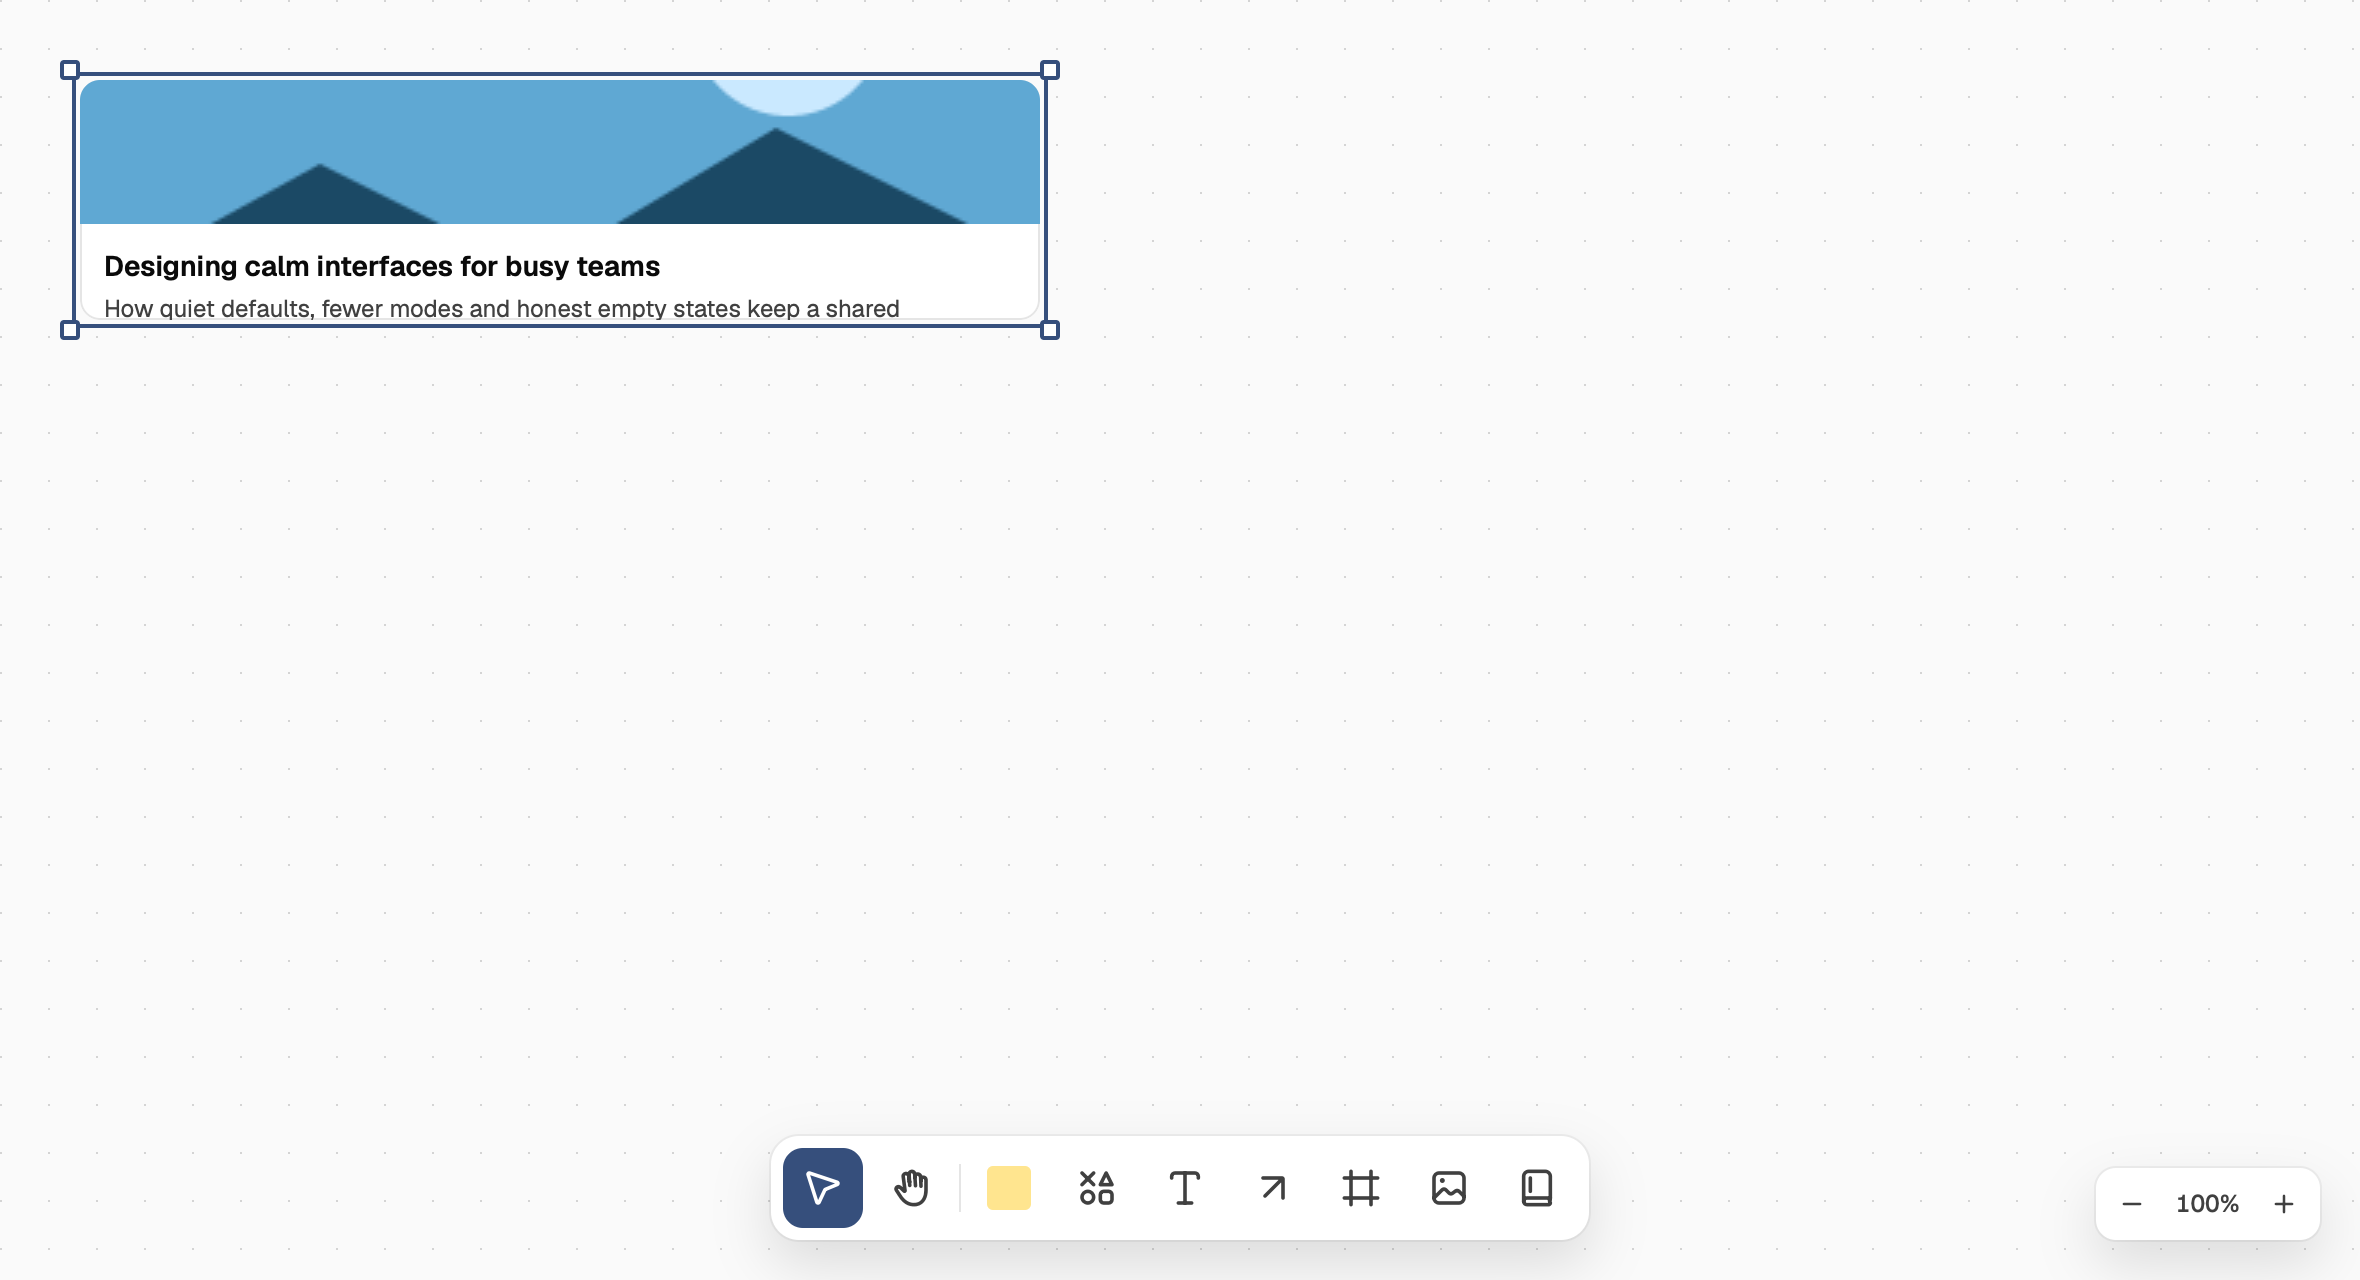 Designing calm interfaces for busy teams
How quiet defaults, fewer modes and honest empty states keep a shared
100%